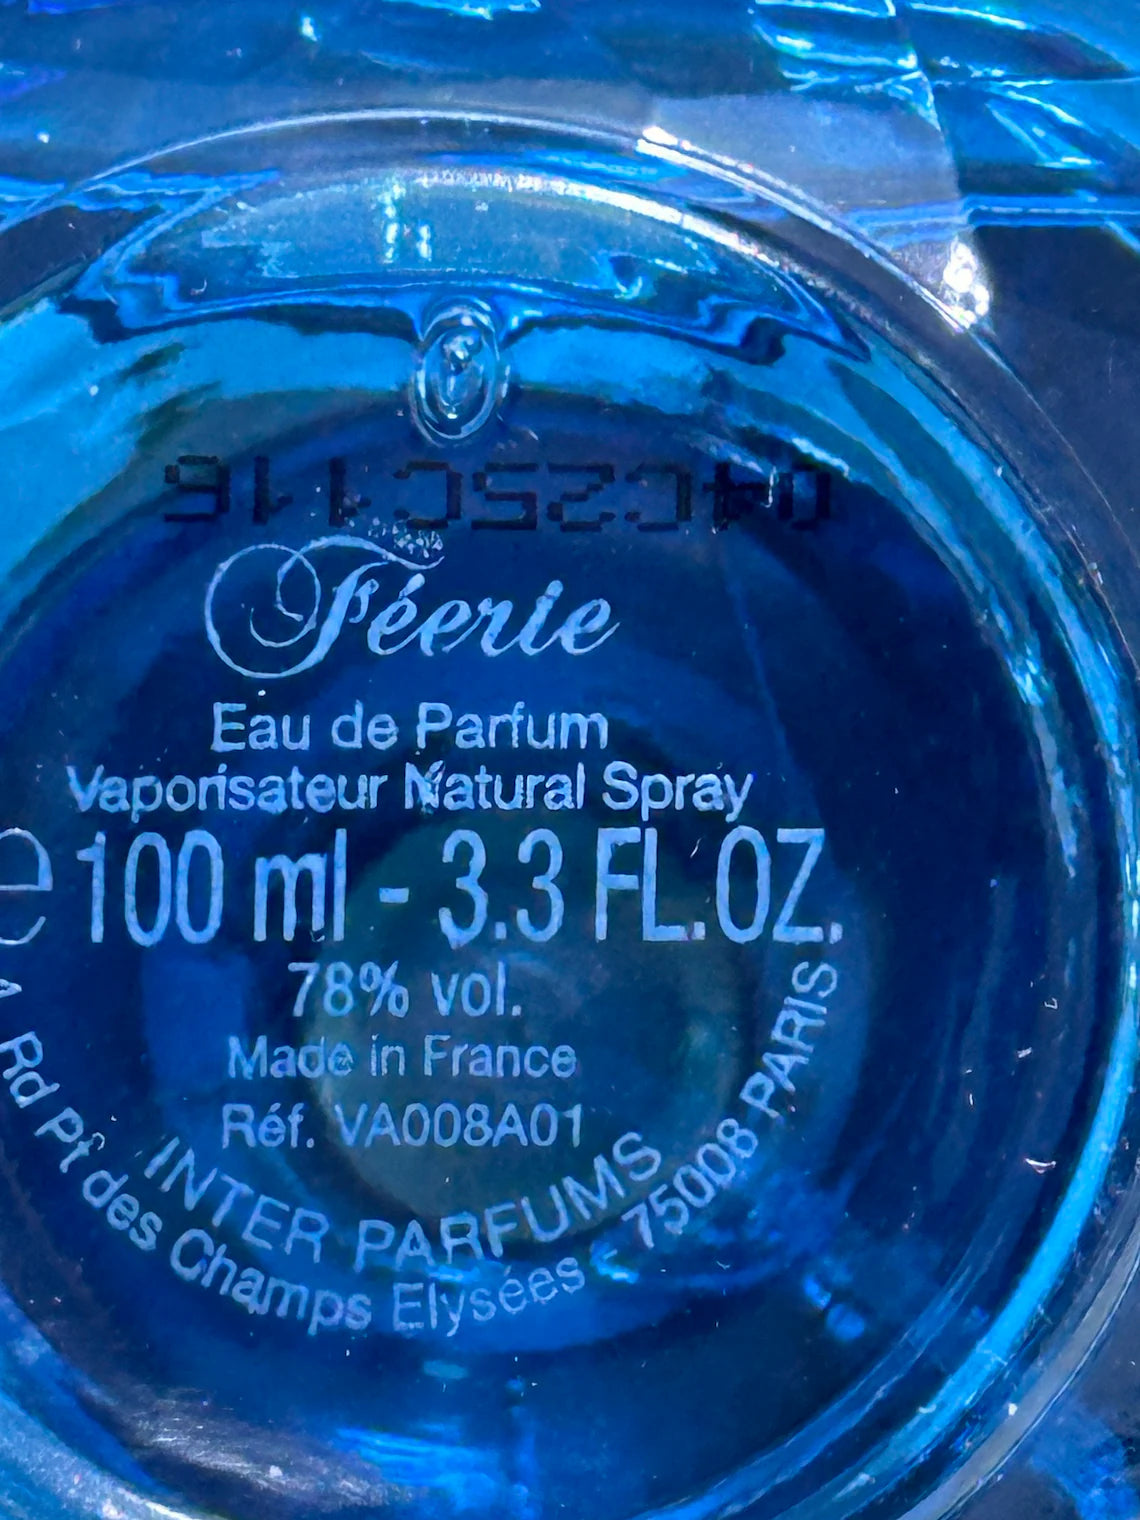 Féerie
Eau de Parfum
Vaporisateur Natural Spray
℮ 100 ml - 3.3 FL.OZ.
78% vol.
Made in France
Réf. VA008A01
INTER PARFUMS
Rd Pt des Champs Elysées - 75008 PARIS